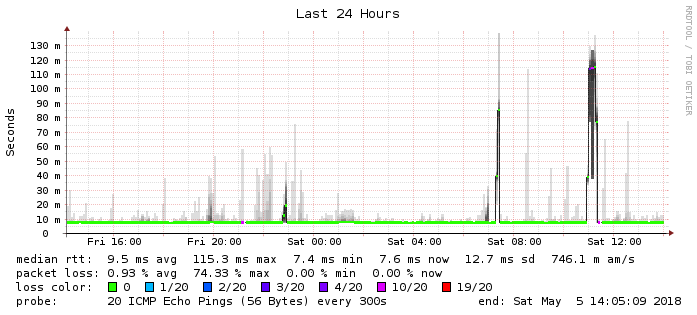 Last 24 Hours
RRDTOOL / TOBI OETIKER
Seconds
130 m
120 m
110 m
100 m
90 m
80 m
70 m
60 m
50 m
40 m
30 m
20 m
10 m
0
Fri 16:00 Fri 20:00 Sat 00:00 Sat 04:00 Sat 08:00 Sat 12:00
median rtt: 9.5 ms avg 115.3 ms max 7.4 ms min 7.6 ms now 12.7 ms sd 746.1 m am/s
packet loss: 0.93 % avg 74.33 % max 0.00 % min 0.00 % now
loss color: 0 1/20 2/20 3/20 4/20 10/20 19/20
probe: 20 ICMP Echo Pings (56 Bytes) every 300s end: Sat May 5 14:05:09 2018